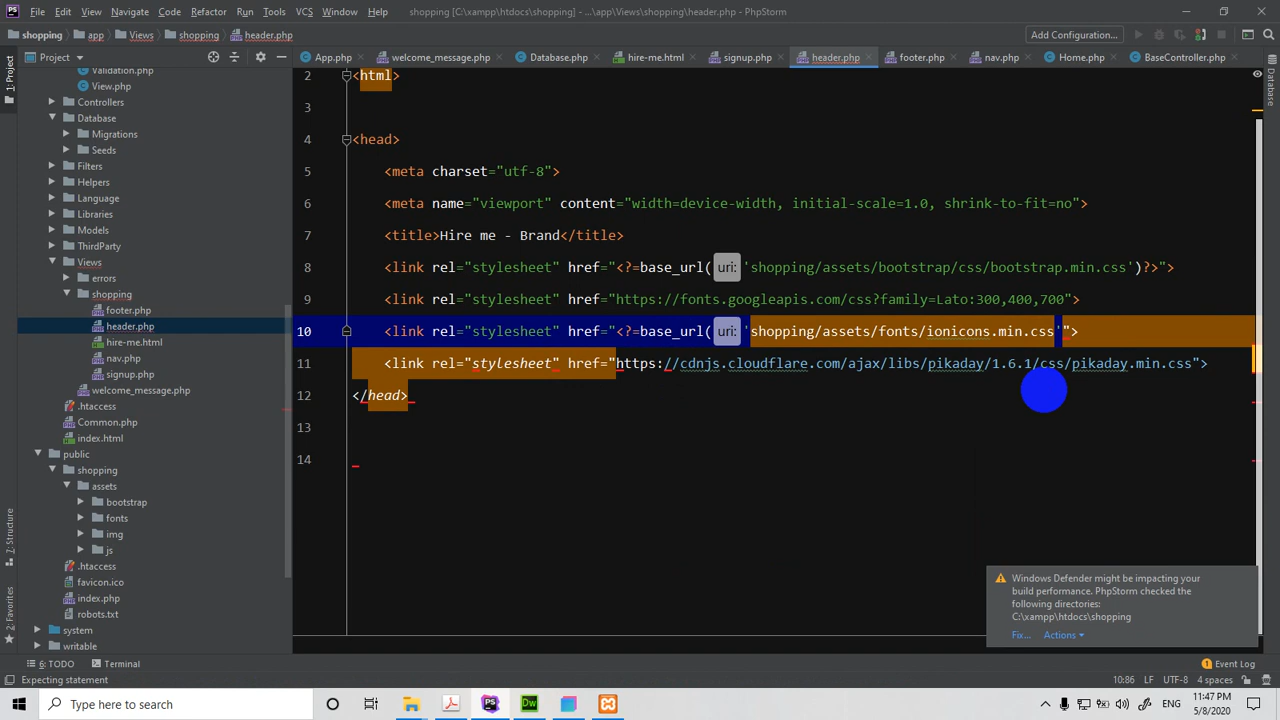 File Edit View Navigate Code Refactor Run Tools VCS Window Help shopping [C:\xampp\htdocs\shopping] - ...\app\Views\shopping\header.php - PhpStorm
shopping app Views shopping header.php Add Configuration...
Project App.php welcome_message.php Database.php hire-me.html signup.php header.php footer.php nav.php Home.php BaseController.php
1: Project
Database
Validation.php
View.php
Controllers
Database
Migrations
Seeds
Filters
Helpers
Language
Libraries
Models
ThirdParty
Views
errors
shopping
footer.php
header.php
hire-me.html
nav.php
signup.php
welcome_message.php
.htaccess
Common.php
index.html
public
shopping
assets
bootstrap
fonts
img
js
.htaccess
favicon.ico
index.php
robots.txt
system
writable
7: Structure
2: Favorites
2 <html>
3
4 <head>
5 <meta charset="utf-8">
6 <meta name="viewport" content="width=device-width, initial-scale=1.0, shrink-to-fit=no">
7 <title>Hire me - Brand</title>
8 <link rel="stylesheet" href="<?=base_url( uri: 'shopping/assets/bootstrap/css/bootstrap.min.css')?>">
9 <link rel="stylesheet" href="https://fonts.googleapis.com/css?family=Lato:300,400,700">
10 <link rel="stylesheet" href="<?=base_url( uri: 'shopping/assets/fonts/ionicons.min.css'">
11 <link rel="stylesheet" href="https://cdnjs.cloudflare.com/ajax/libs/pikaday/1.6.1/css/pikaday.min.css">
12 </head>
13
14
Windows Defender might be impacting your
build performance. PhpStorm checked the
following directories:
C:\xampp\htdocs\shopping
Fix... Actions
6: TODO Terminal 1 Event Log
Expecting statement 10:86 LF UTF-8 4 spaces
Type here to search PS Dw ENG 11:47 PM
5/8/2020